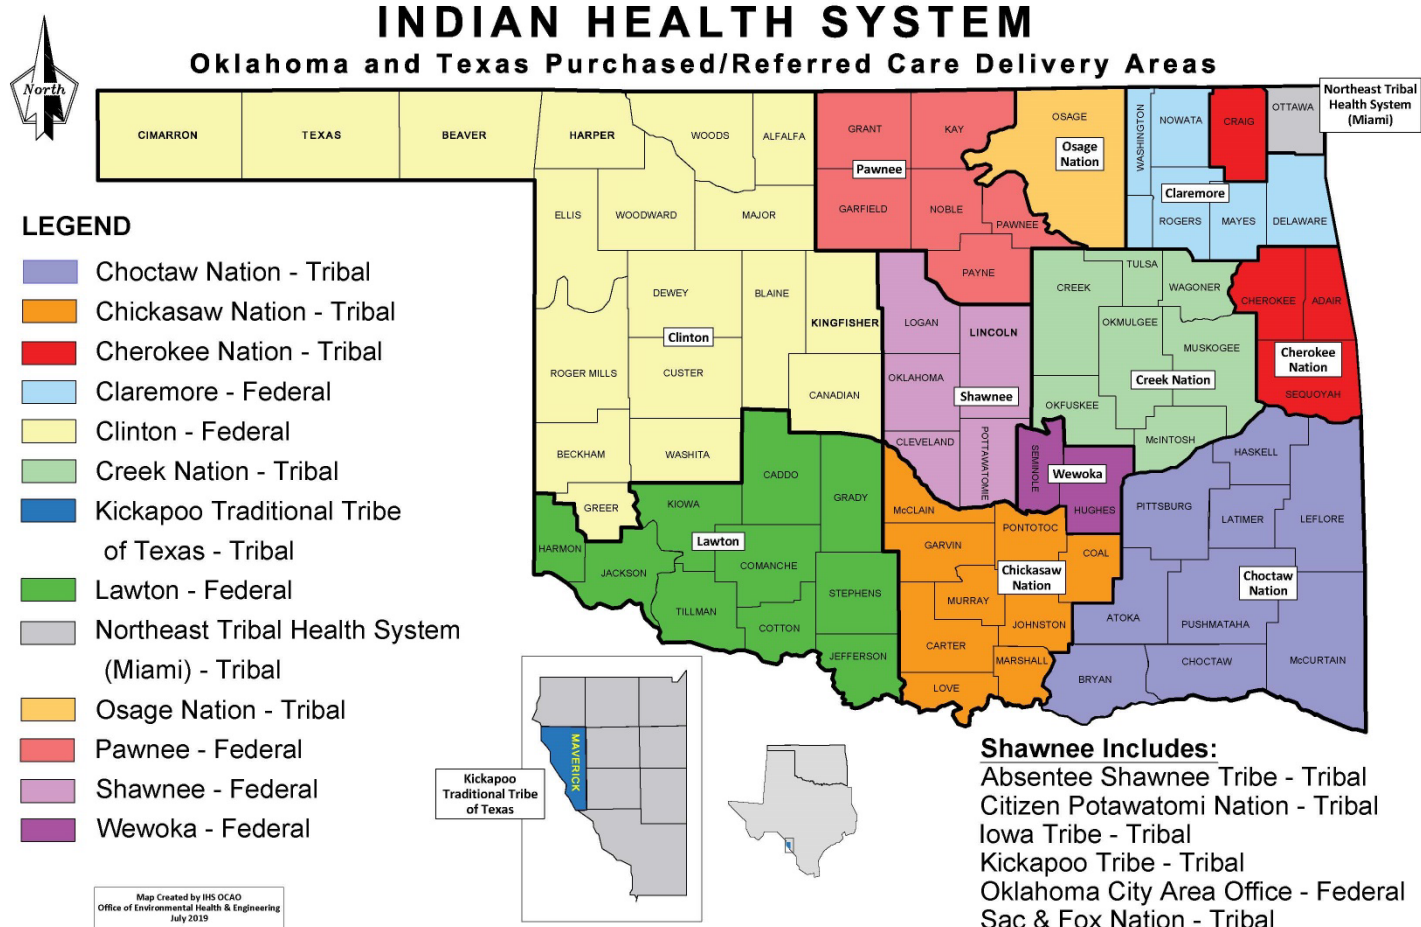 INDIAN HEALTH SYSTEM
Oklahoma and Texas Purchased/Referred Care Delivery Areas
North
CIMARRON
TEXAS
BEAVER
HARPER
WOODS
ALFALFA
GRANT
KAY
OSAGE
WASHINGTON
NOWATA
CRAIG
OTTAWA
Northeast Tribal
Health System
(Miami)
Pawnee
Osage
Nation
Claremore
ELLIS
WOODWARD
MAJOR
GARFIELD
NOBLE
PAWNEE
ROGERS
MAYES
DELAWARE
PAYNE
DEWEY
BLAINE
KINGFISHER
LOGAN
LINCOLN
CREEK
TULSA
WAGONER
CHEROKEE
ADAIR
OKMULGEE
MUSKOGEE
Clinton
ROGER MILLS
CUSTER
CANADIAN
OKLAHOMA
Shawnee
Creek Nation
Cherokee
Nation
SEQUOYAH
OKFUSKEE
McINTOSH
BECKHAM
WASHITA
CADDO
GRADY
CLEVELAND
POTTAWATOMIE
SEMINOLE
Wewoka
HUGHES
HASKELL
PITTSBURG
LATIMER
LEFLORE
GREER
KIOWA
McCLAIN
PONTOTOC
HARMON
JACKSON
Lawton
COMANCHE
GARVIN
COAL
Chickasaw
Nation
Choctaw
Nation
TILLMAN
STEPHENS
MURRAY
COTTON
JOHNSTON
ATOKA
PUSHMATAHA
JEFFERSON
CARTER
MARSHALL
LOVE
BRYAN
CHOCTAW
McCURTAIN
LEGEND
Choctaw Nation - Tribal
Chickasaw Nation - Tribal
Cherokee Nation - Tribal
Claremore - Federal
Clinton - Federal
Creek Nation - Tribal
Kickapoo Traditional Tribe
of Texas - Tribal
Lawton - Federal
Northeast Tribal Health System
(Miami) - Tribal
Osage Nation - Tribal
Pawnee - Federal
Shawnee - Federal
Wewoka - Federal
MAVERICK
Kickapoo
Traditional Tribe
of Texas
Shawnee Includes:
Absentee Shawnee Tribe - Tribal
Citizen Potawatomi Nation - Tribal
Iowa Tribe - Tribal
Kickapoo Tribe - Tribal
Oklahoma City Area Office - Federal
Sac & Fox Nation - Tribal
Map Created by IHS OCAO
Office of Environmental Health & Engineering
July 2019